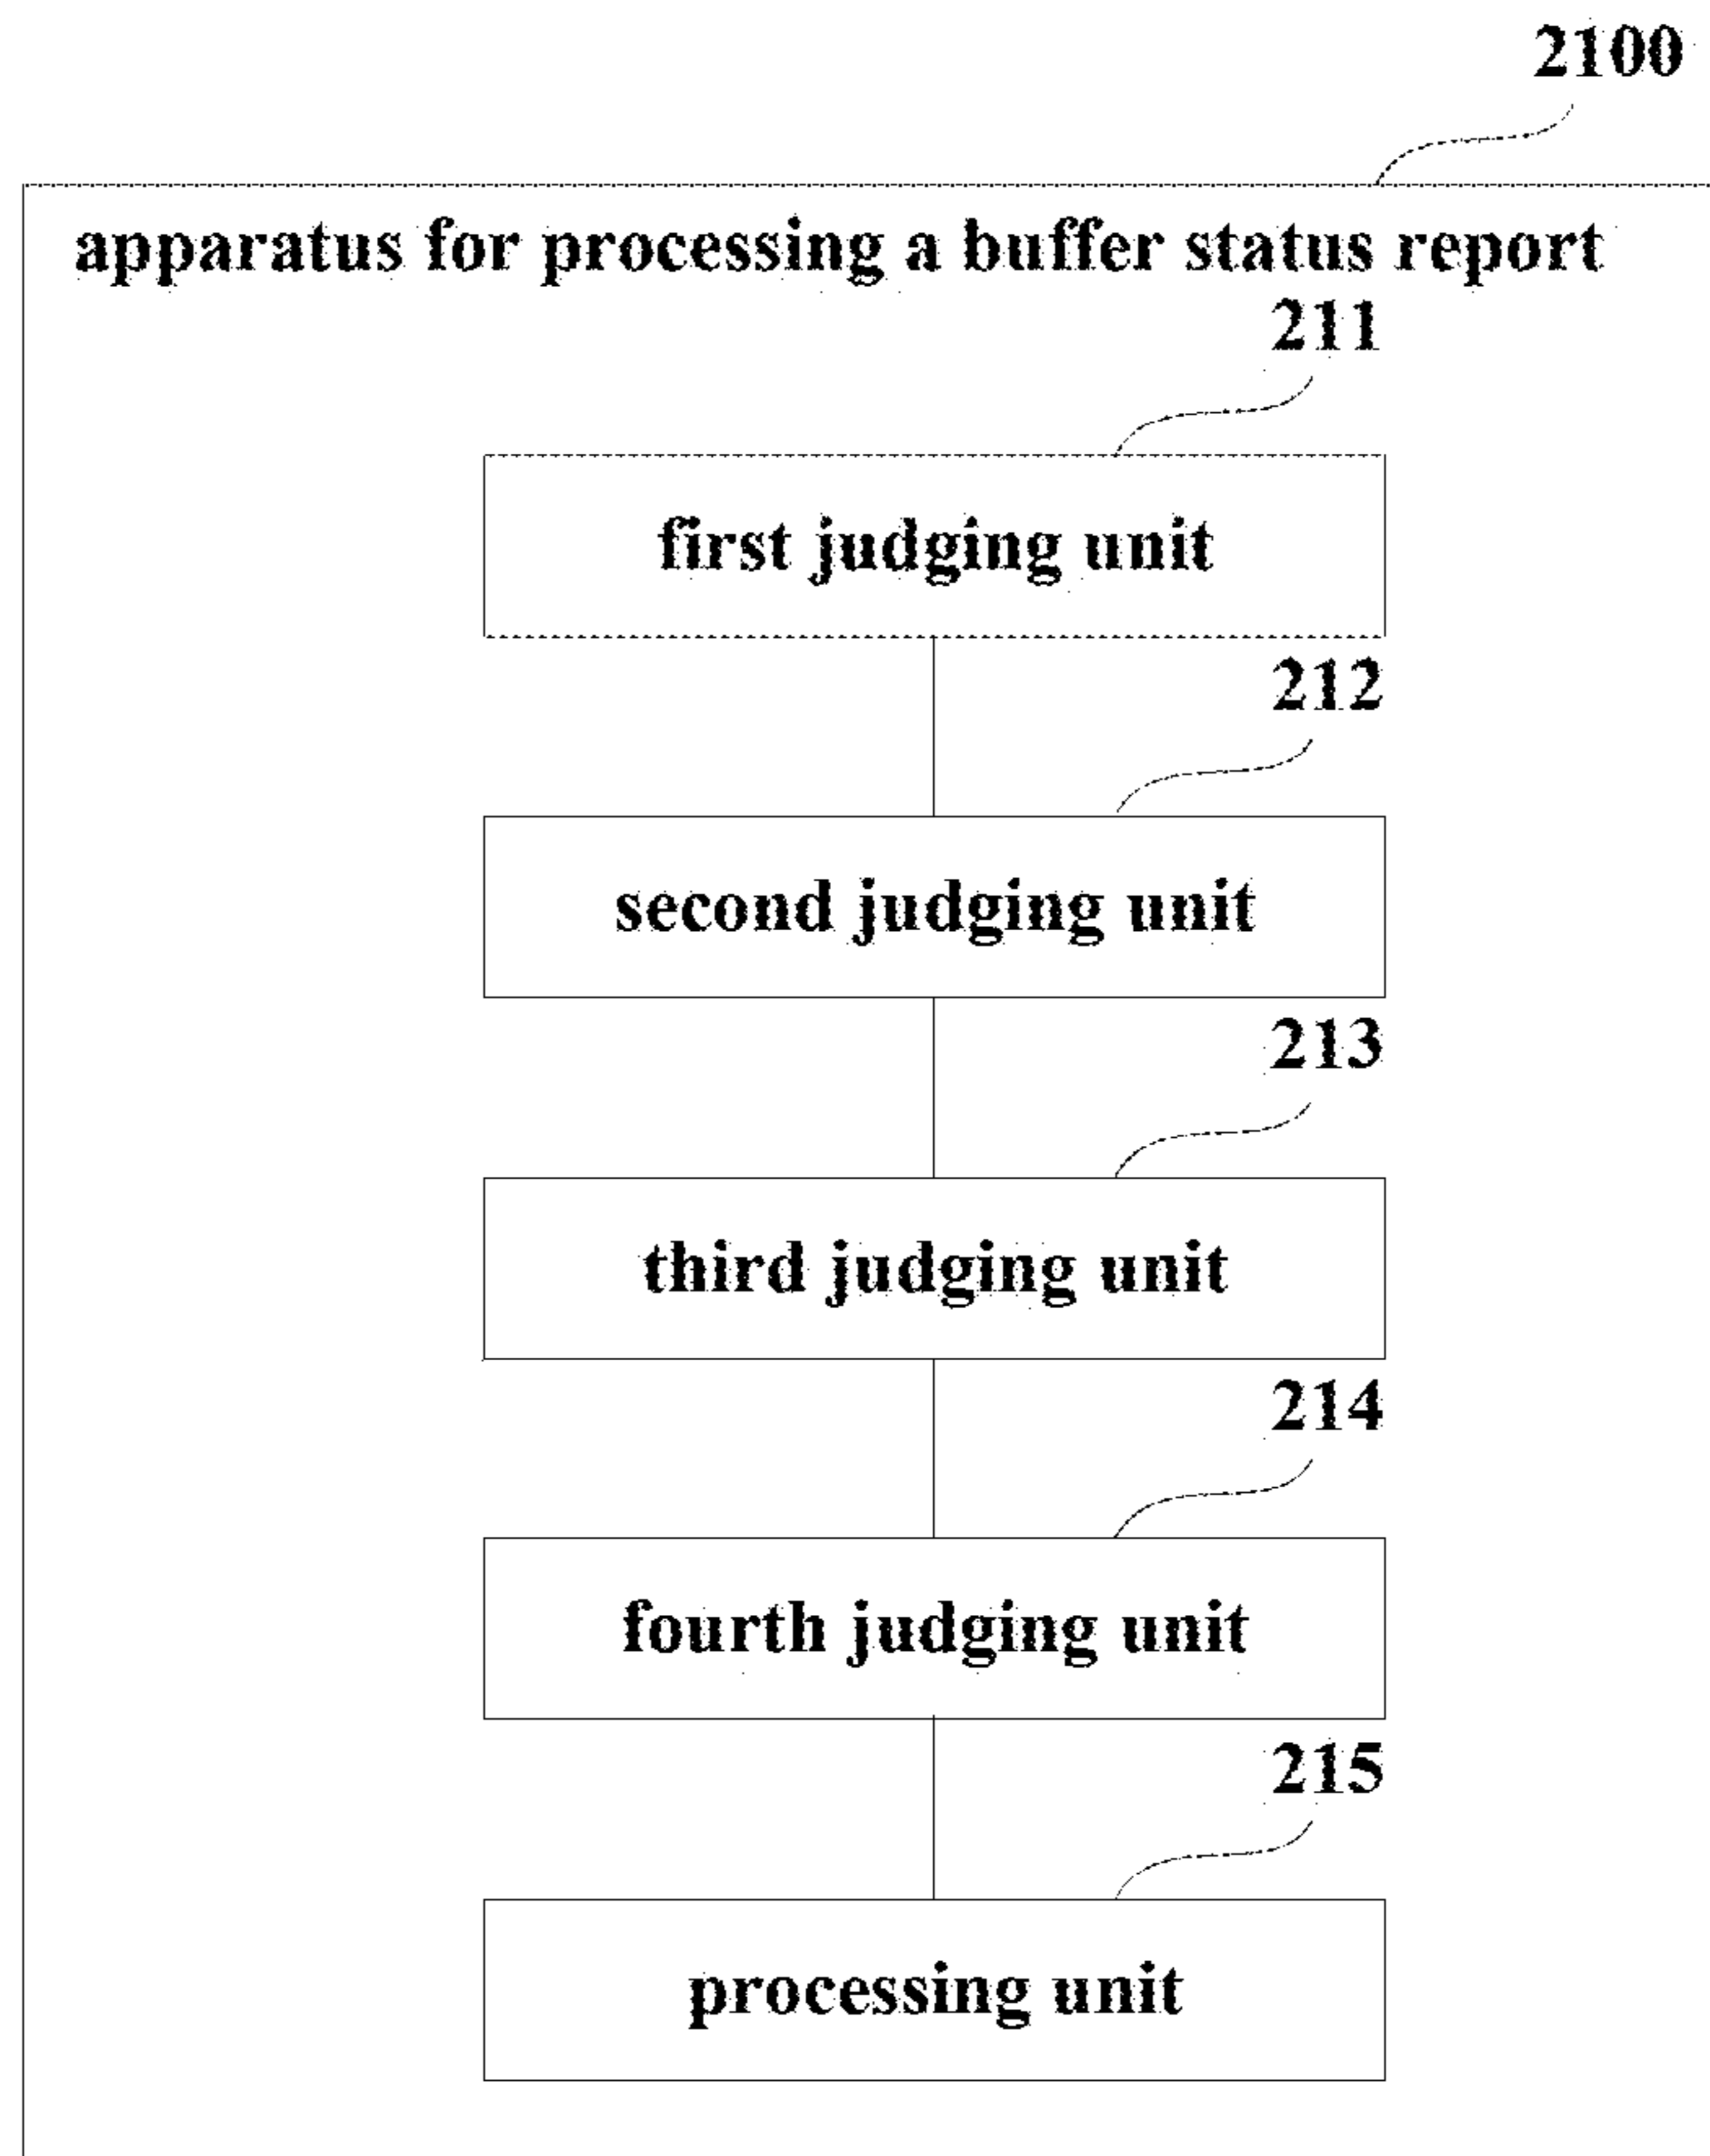 2100
apparatus for processing a buffer status report
211
first judging unit
212
second judging unit
213
third judging unit
214
fourth judging unit
215
processing unit